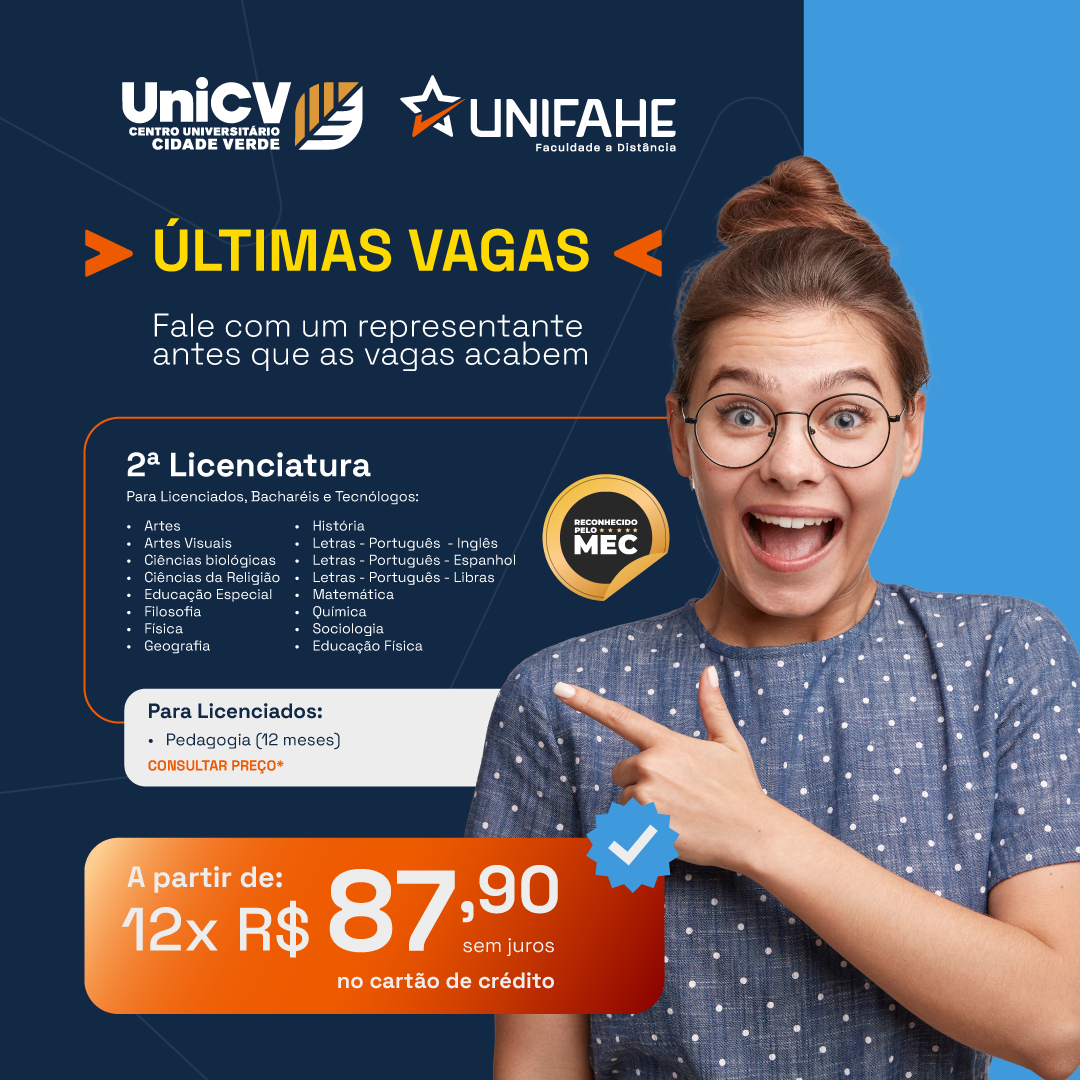 UniCV
CENTRO UNIVERSITÁRIO
CIDADE VERDE
UNIFAHE
Faculdade a Distância
> ÚLTIMAS VAGAS <
Fale com um representante
antes que as vagas acabem
2ª Licenciatura
Para Licenciados, Bacharéis e Tecnólogos:
• Artes
• Artes Visuais
• Ciências biológicas
• Ciências da Religião
• Educação Especial
• Filosofia
• Física
• Geografia
• História
• Letras - Português - Inglês
• Letras - Português - Espanhol
• Letras - Português - Libras
• Matemática
• Química
• Sociologia
• Educação Física
RECONHECIDO
PELO ★★★★★
MEC
Para Licenciados:
• Pedagogia (12 meses)
CONSULTAR PREÇO*
A partir de:
12x R$ 87,90
sem juros
no cartão de crédito